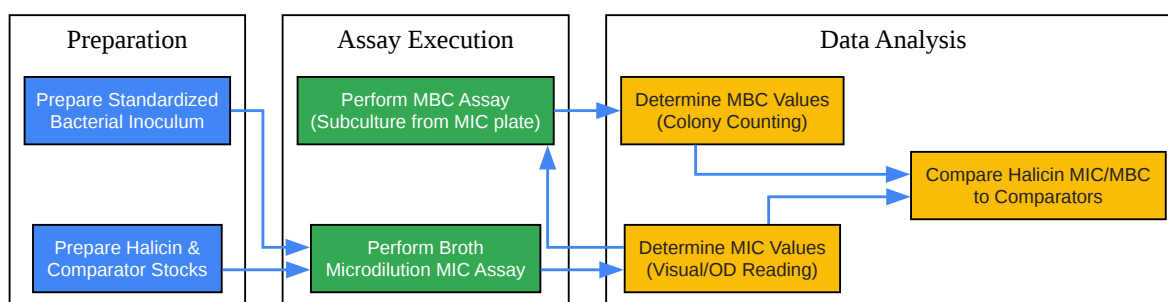 Preparation
Prepare Standardized
Bacterial Inoculum
Prepare Halicin &
Comparator Stocks
Assay Execution
Perform MBC Assay
(Subculture from MIC plate)
Perform Broth
Microdilution MIC Assay
Data Analysis
Determine MBC Values
(Colony Counting)
Compare Halicin MIC/MBC
to Comparators
Determine MIC Values
(Visual/OD Reading)